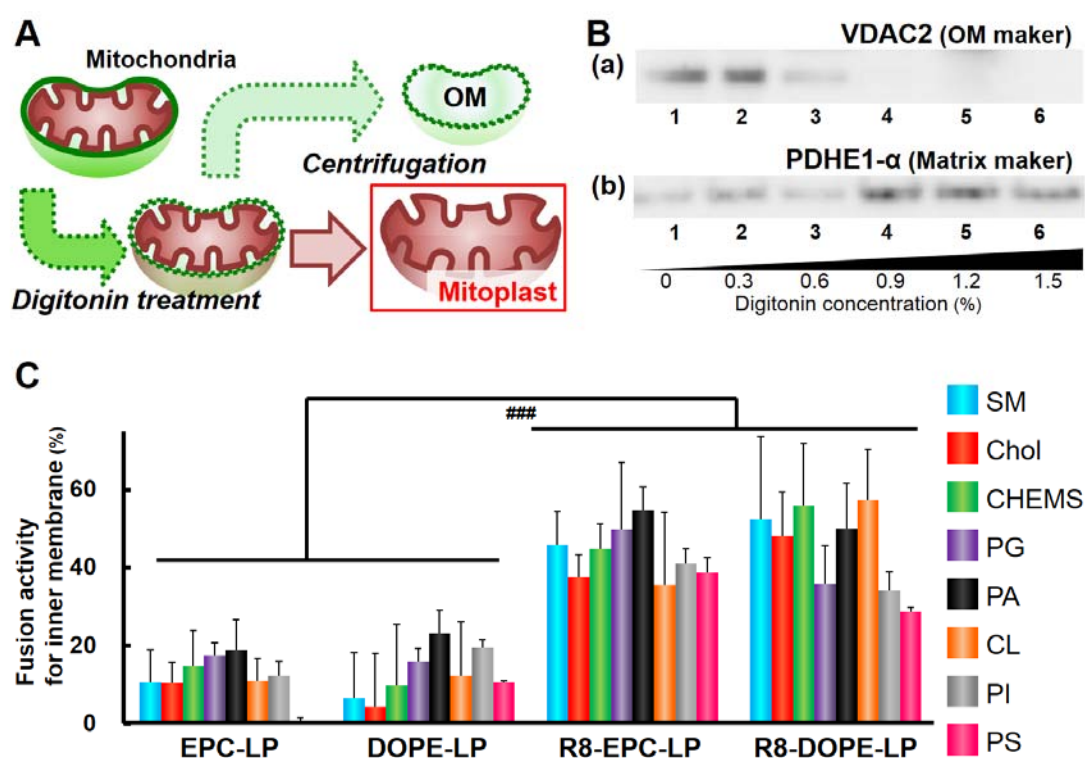 A
Mitochondria
OM
Centrifugation
Digitonin treatment
Mitoplast
B
VDAC2 (OM maker)
(a)
1 2 3 4 5 6
PDHE1-α (Matrix maker)
(b)
1 2 3 4 5 6
0 0.3 0.6 0.9 1.2 1.5
Digitonin concentration (%)
C
###
Fusion activity
for inner membrane (%)
60
40
20
0
EPC-LP DOPE-LP R8-EPC-LP R8-DOPE-LP
SM
Chol
CHEMS
PG
PA
CL
PI
PS